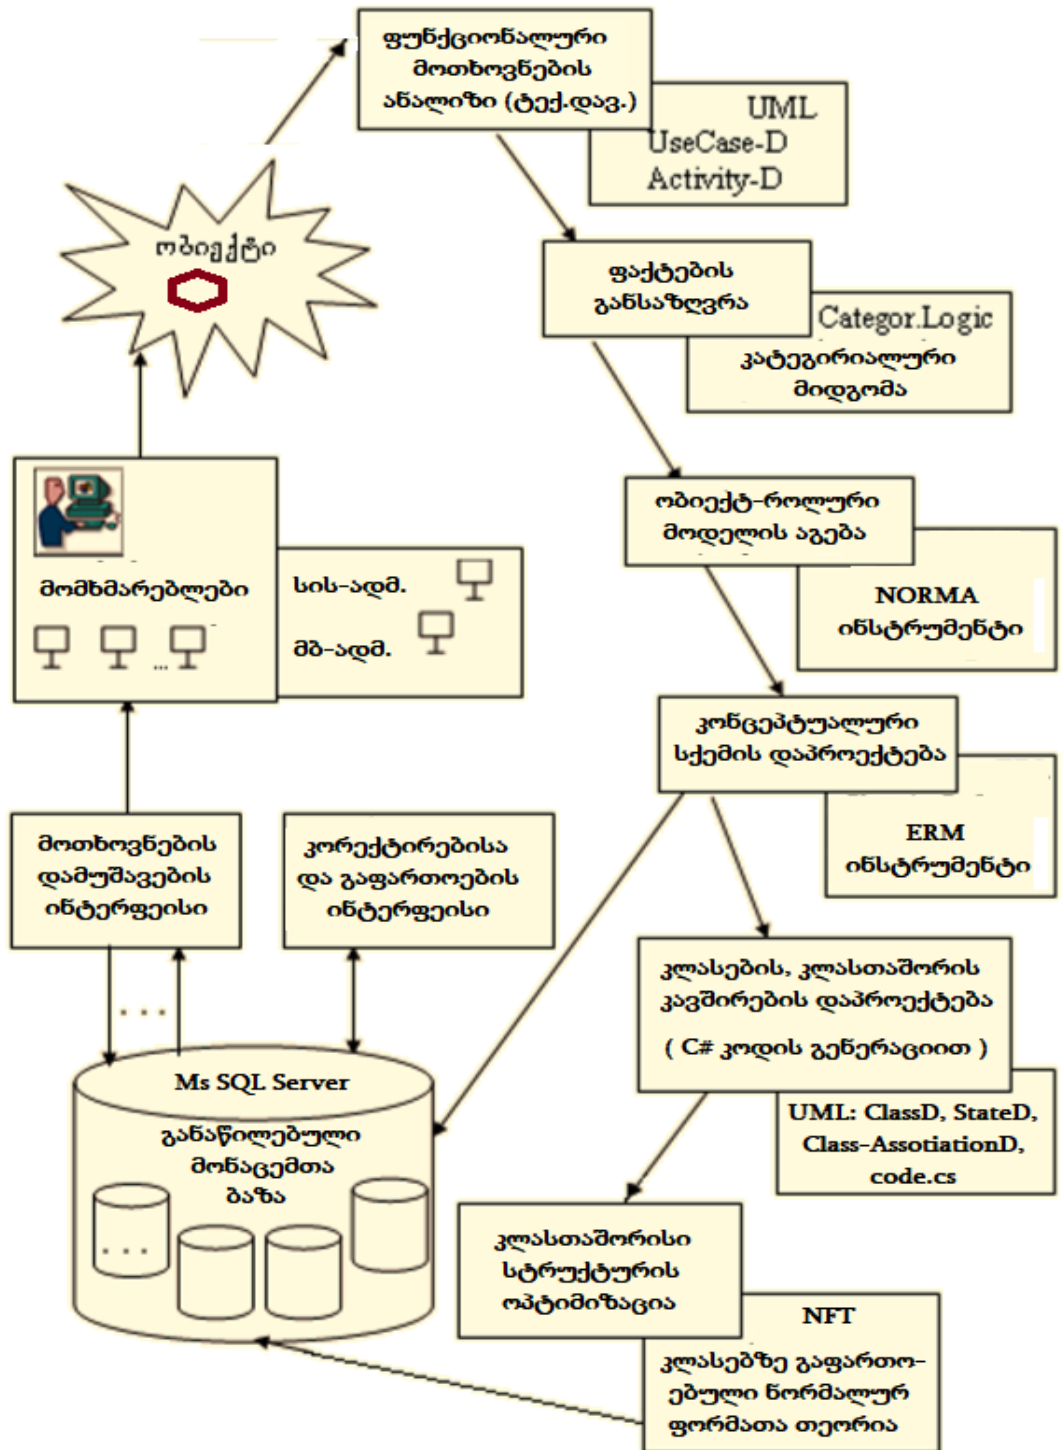 ფუნქციონალური
მოთხოვნების
ანალიზი (ტექ.დავ.)
UML
UseCase-D
Activity-D
ობიექტი
ფაქტების
განსაზღვრა
Categor.Logic
კატეგირიალური
მიდგომა
ობიექტ-როლური
მოდელის აგება
NORMA
ინსტრუმენტი
მომხმარებლები
...
სის-ადმ.
მბ-ადმ.
კონცეპტუალური
სქემის დაპროექტება
ERM
ინსტრუმენტი
მოთხოვნების
დამუშავების
ინტერფეისი
კორექტირებისა
და გაფართოების
ინტერფეისი
კლასების, კლასთაშორის
კავშირების დაპროექტება
( C# კოდის გენერაციით )
UML: ClassD, StateD,
Class-AssotiationD,
code.cs
. . .
Ms SQL Server
განაწილებული
მონაცემთა
ბაზა
. . .
კლასთაშორისი
სტრუქტურის
ოპტიმიზაცია
NFT
კლასებზე გაფართო-
ებული ნორმალურ
ფორმათა თეორია